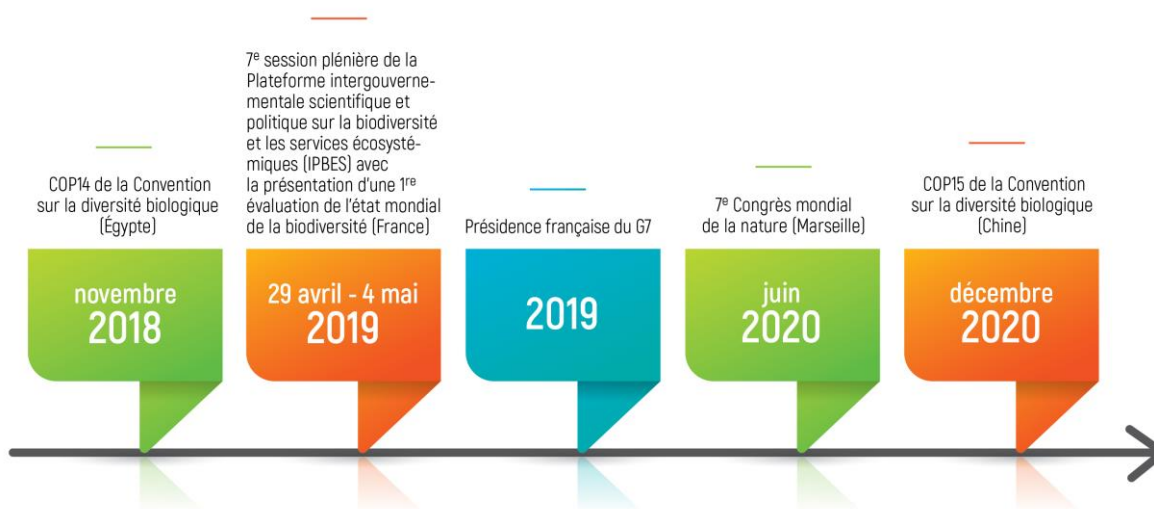 COP14 de la Convention
sur la diversité biologique
(Égypte)
novembre
2018
7e session plénière de la
Plateforme intergouverne-
mentale scientifique et
politique sur la biodiversité
et les services écosysté-
miques (IPBES) avec
la présentation d'une 1re
évaluation de l'état mondial
de la biodiversité (France)
29 avril - 4 mai
2019
Présidence française du G7
2019
7e Congrès mondial
de la nature (Marseille)
juin
2020
COP15 de la Convention
sur la diversité biologique
(Chine)
décembre
2020